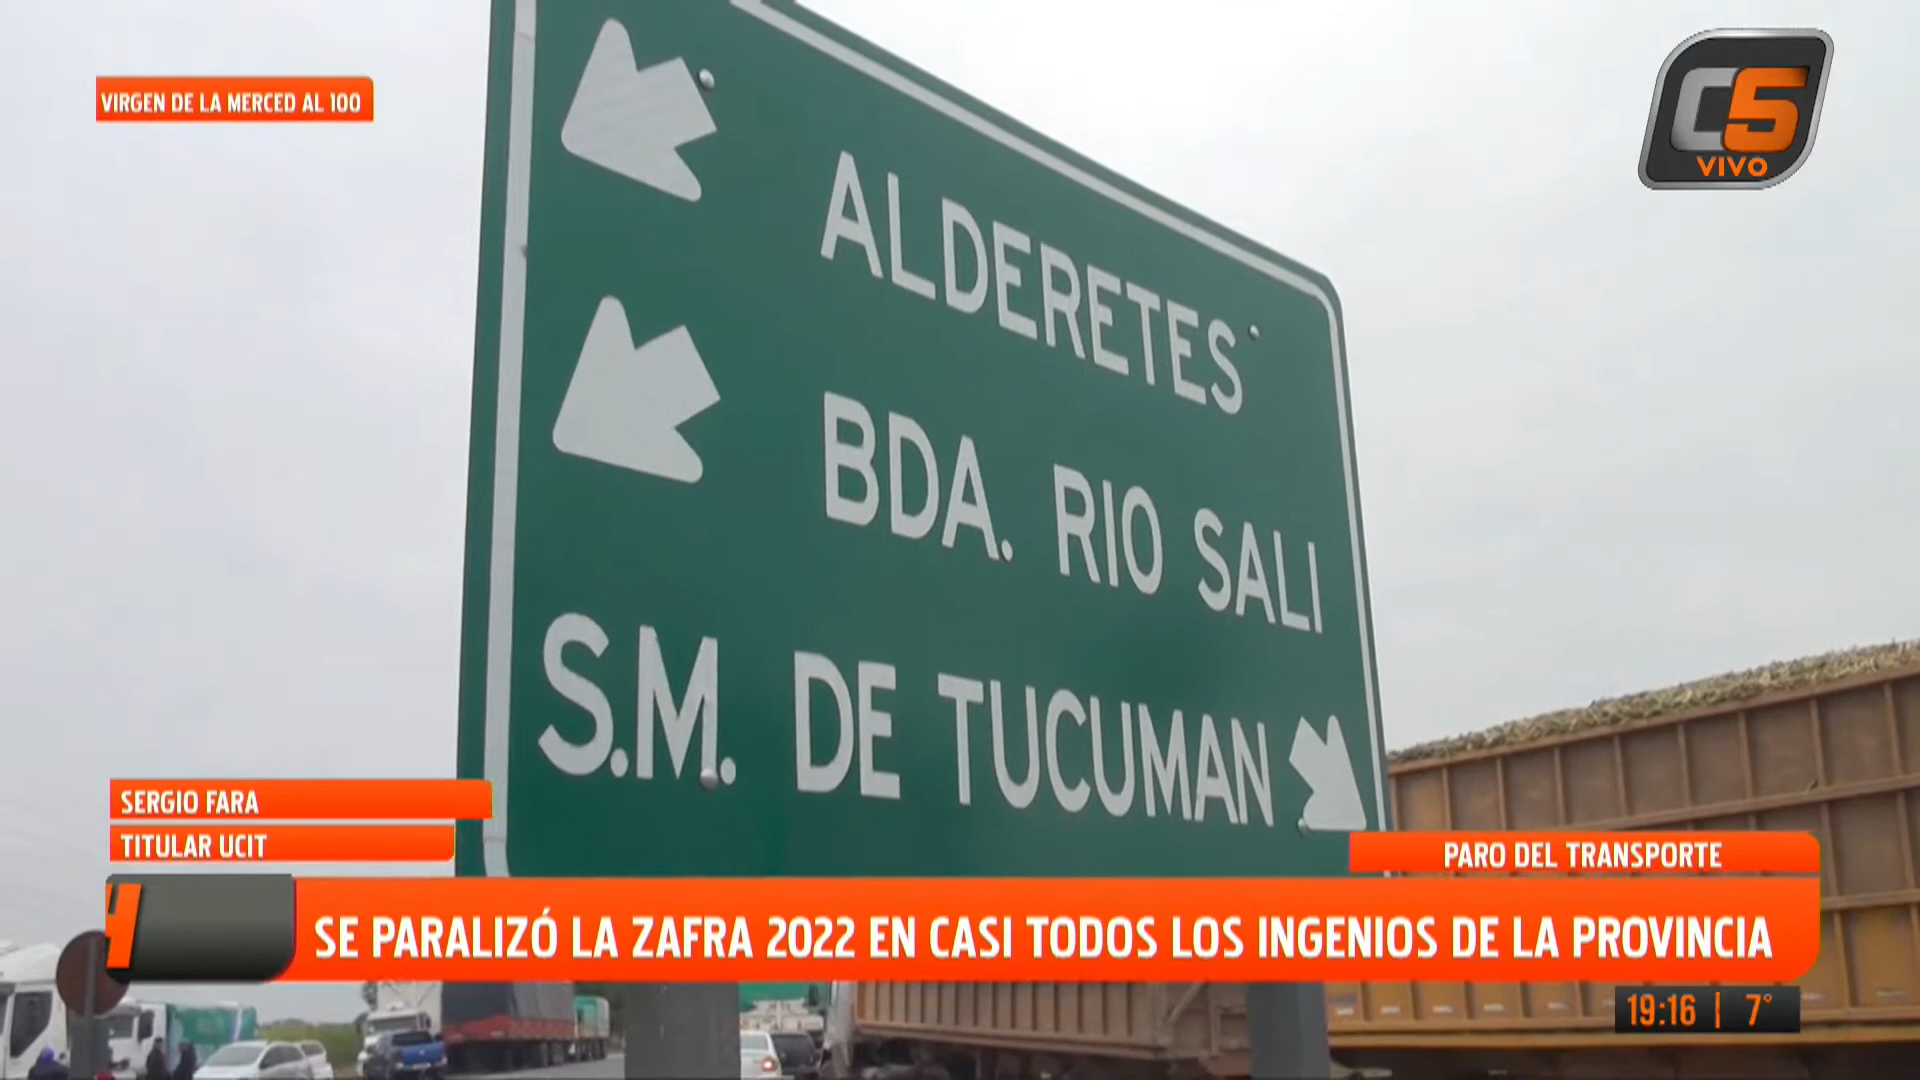 VIRGEN DE LA MERCED AL 100
C5
VIVO
ALDERETES
BDA. RIO SALI
S.M. DE TUCUMAN
SERGIO FARA
TITULAR UCIT
PARO DEL TRANSPORTE
SE PARALIZÓ LA ZAFRA 2022 EN CASI TODOS LOS INGENIOS DE LA PROVINCIA
19:16 | 7°